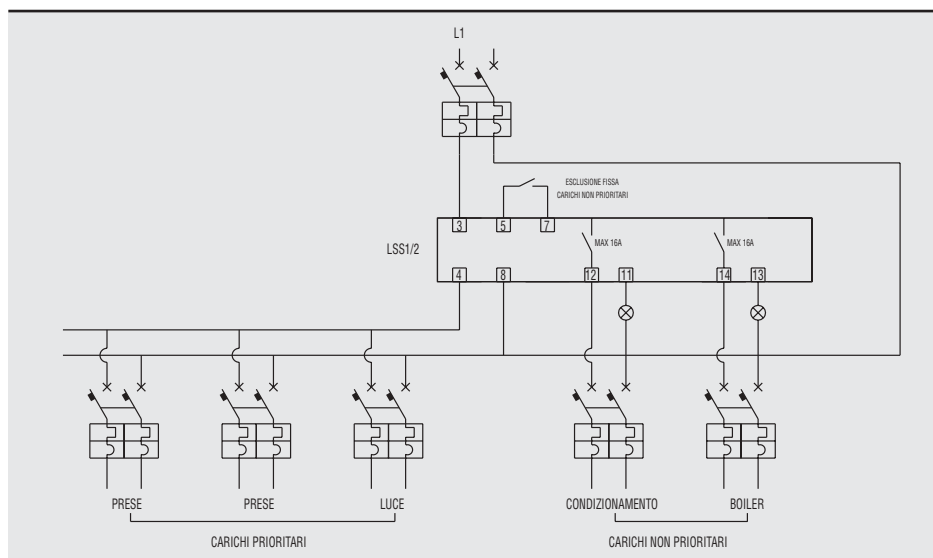 L1
ESCLUSIONE FISSA
CARICHI NON PRIORITARI
3
5
7
LSS1/2
MAX 16A
MAX 16A
4
8
12
11
14
13
PRESE
PRESE
LUCE
CONDIZIONAMENTO
BOILER
CARICHI PRIORITARI
CARICHI NON PRIORITARI